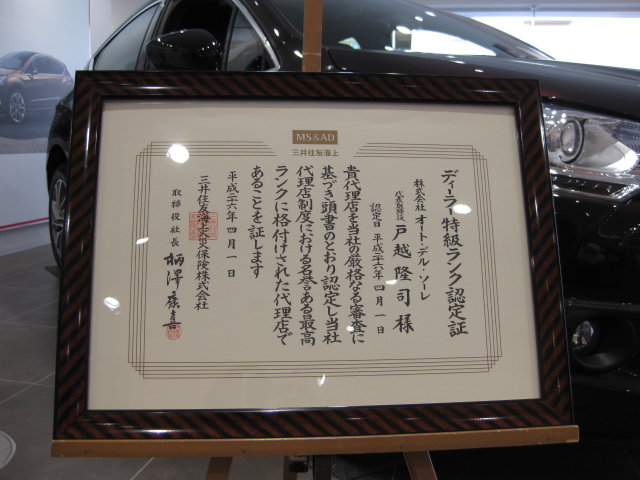 MS&AD
三井住友海上
ディーラー特級ランク認定証
株式会社 オート・デル・ソーレ
代表取締役 戸越隆司 様
認定日 平成二六年四月一日
貴代理店を当社の厳格なる審査に
基づき頭書のとおり認定し当社
代理店制度における名誉ある最高
ランクに格付けされた代理店で
あることを証します
平成二六年四月一日
三井住友海上火災保険株式会社
取締役社長 柄澤康喜